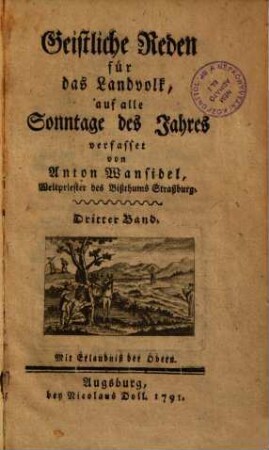 Geistliche Reden
für
das Landvolk,
auf alle
Sonntage des Jahres
verfasset
von
Anton Wansidel,
Weltpriester des Bißthums Straßburg.
Dritter Band.
Mit Erlaubniß der Obern.
Augsburg,
bey Nicolaus Doll. 1791.